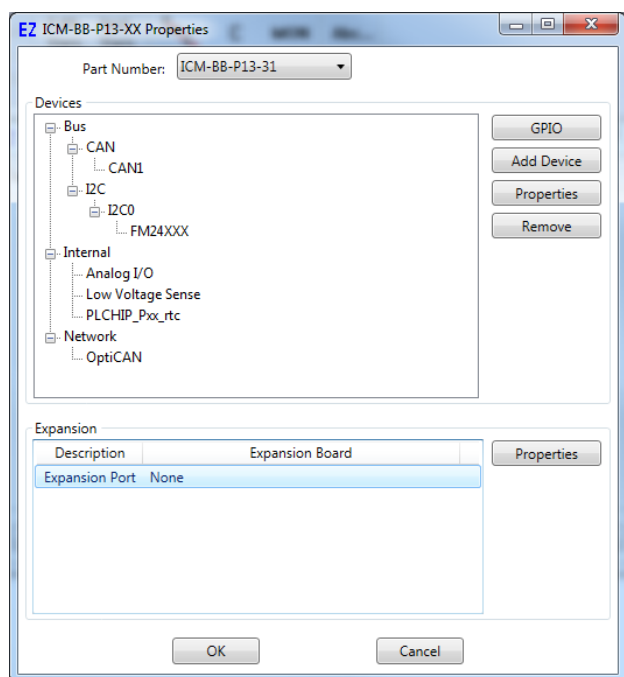 EZ ICM-BB-P13-XX Properties
Part Number: ICM-BB-P13-31
Devices
Bus
CAN
CAN1
I2C
I2C0
FM24XXX
Internal
Analog I/O
Low Voltage Sense
PLCHIP_Pxx_rtc
Network
OptiCAN
GPIO
Add Device
Properties
Remove
Expansion
Description Expansion Board
Expansion Port None
Properties
OK Cancel